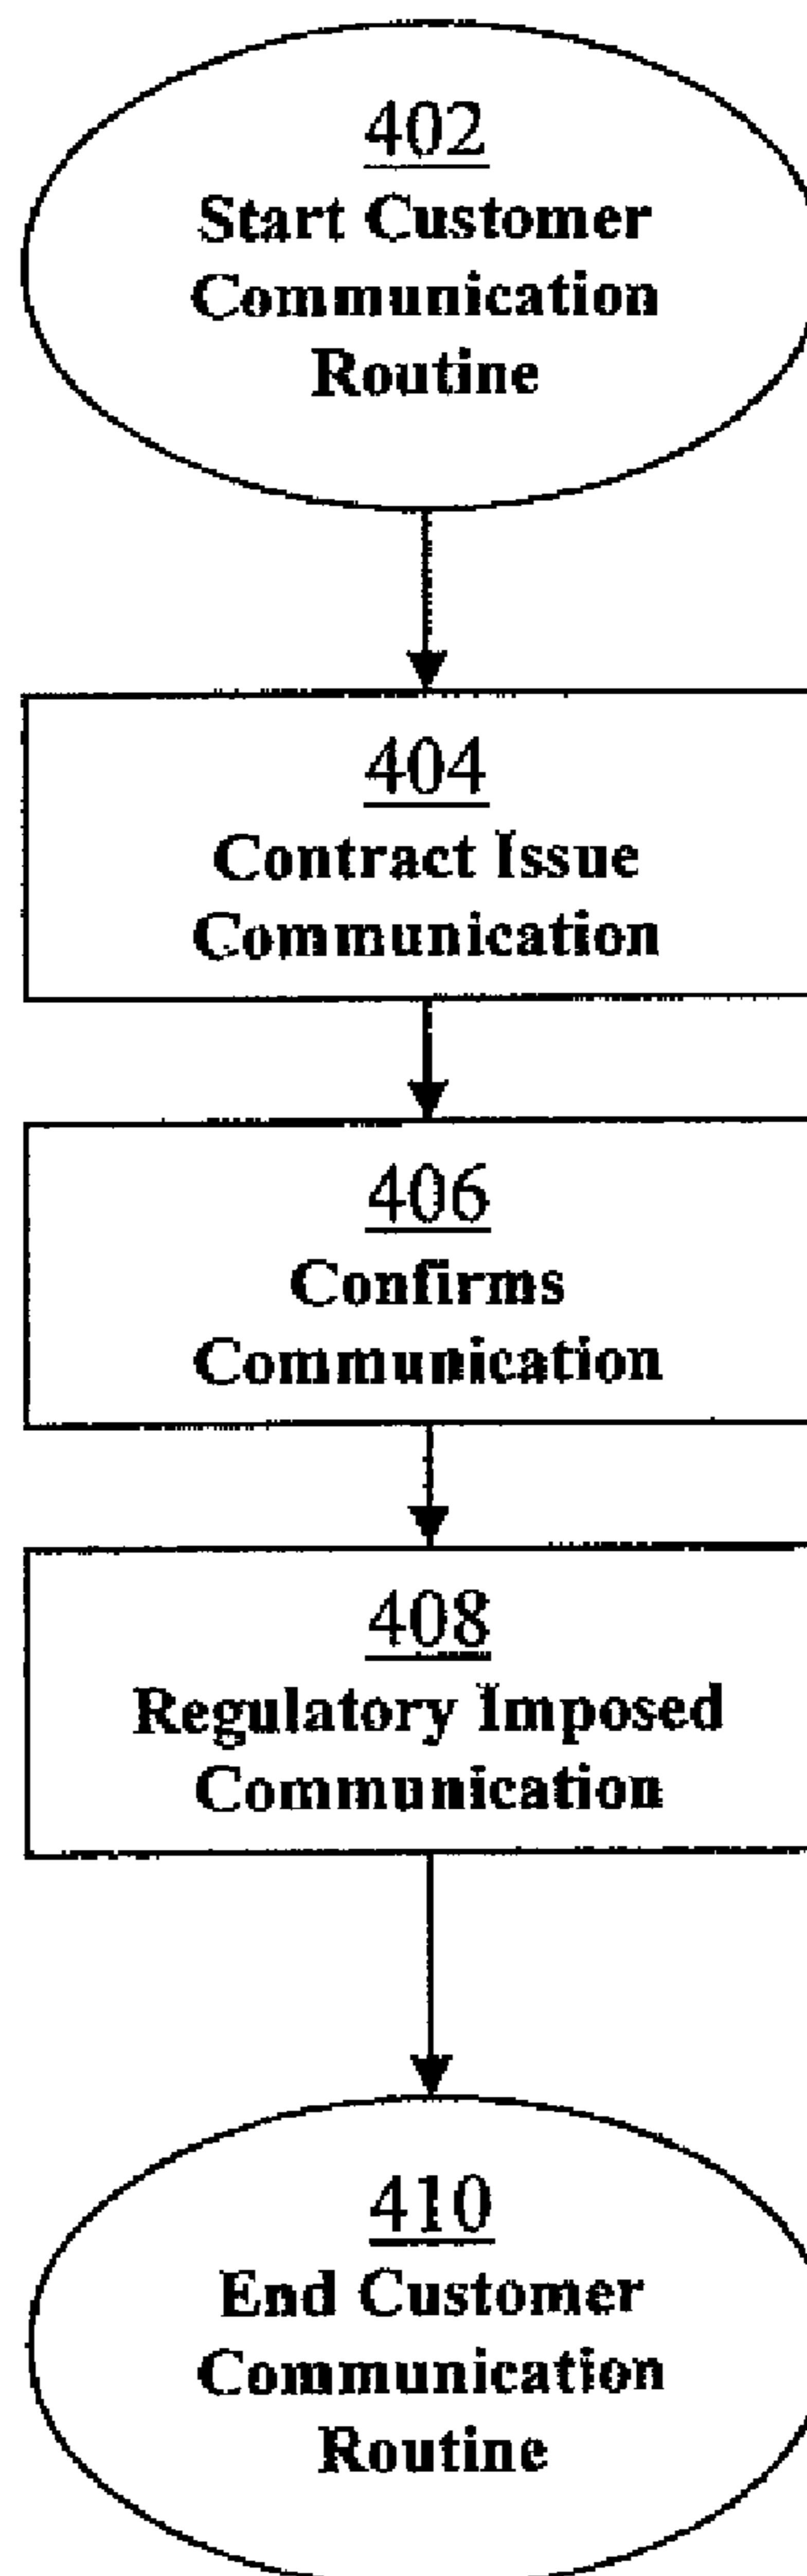 402
Start Customer
Communication
Routine
404
Contract Issue
Communication
406
Confirms
Communication
408
Regulatory Imposed
Communication
410
End Customer
Communication
Routine